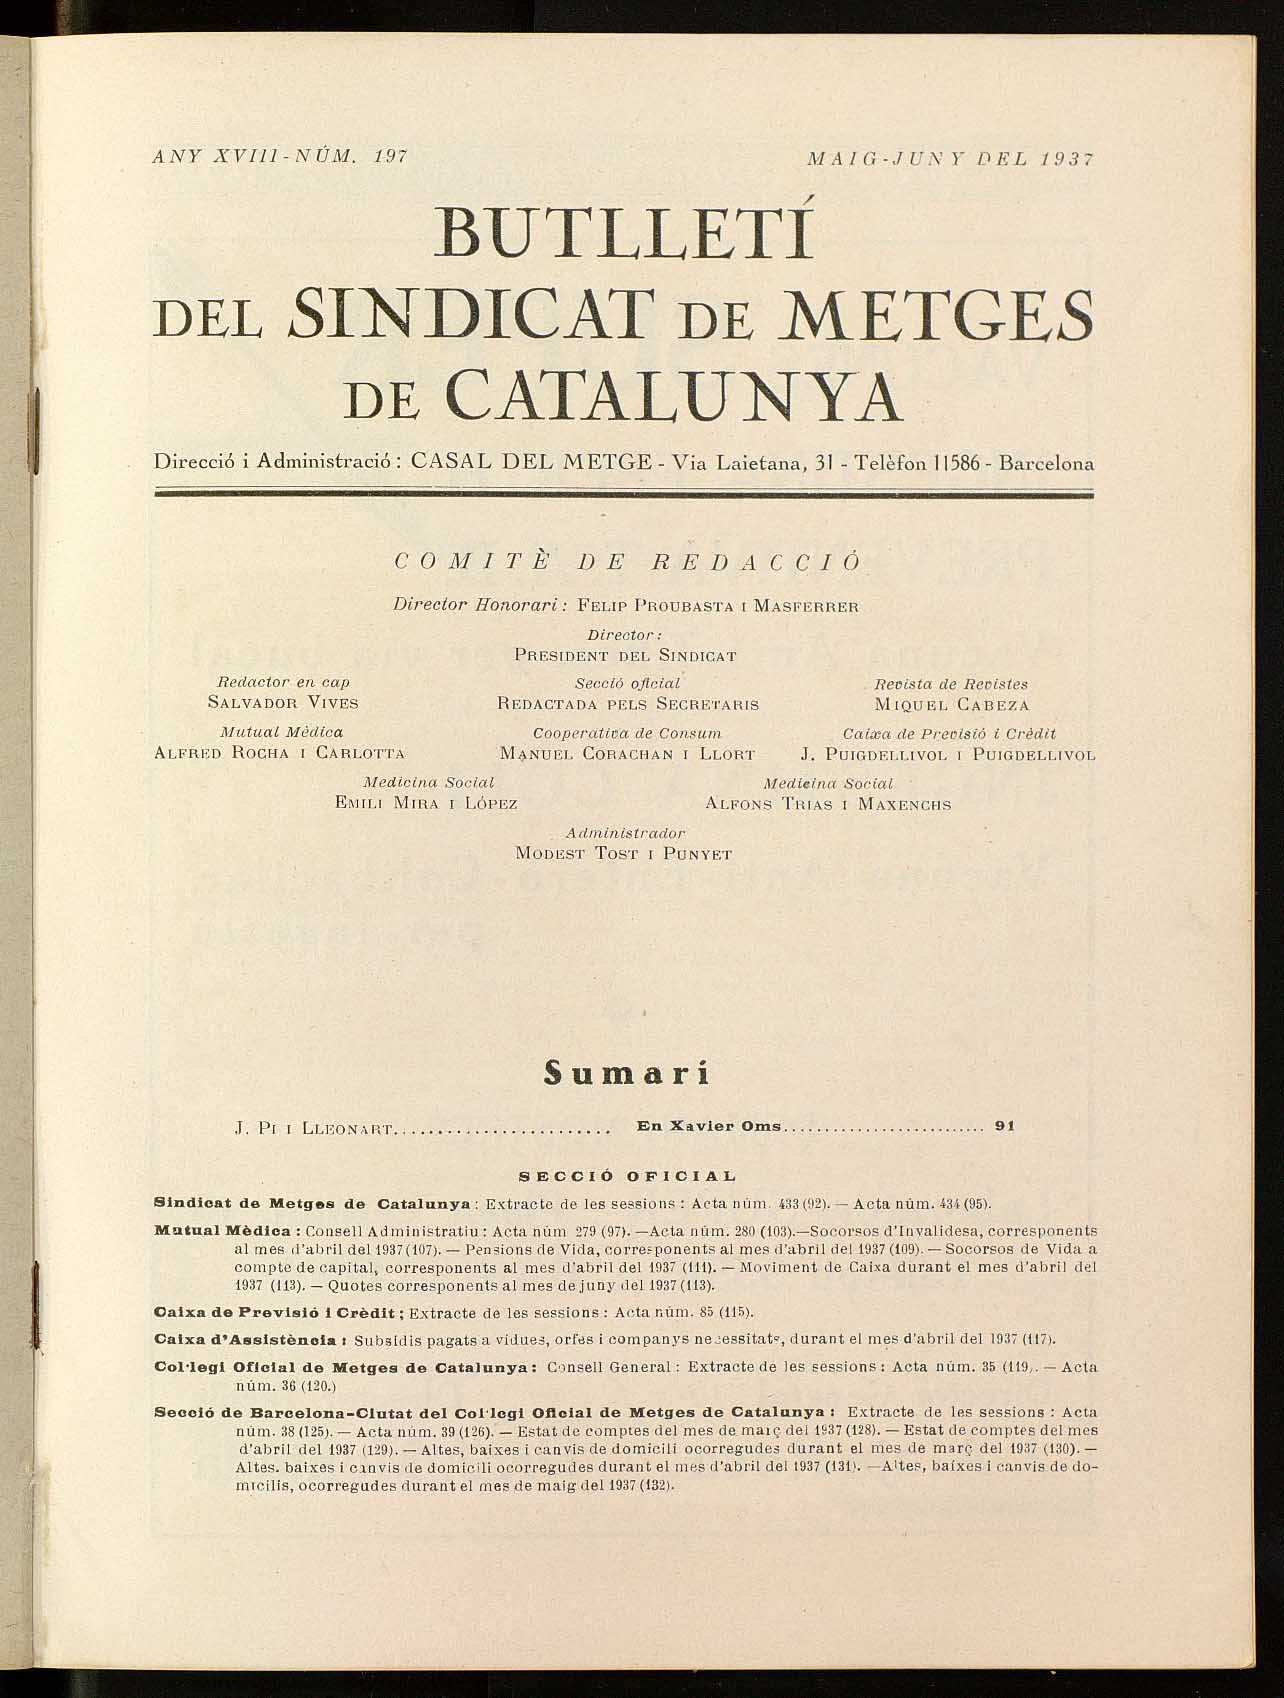 ANY XVIII-NÚM. 197
MAIG-JUNY DEL 1937
BUTLLETÍ
DEL SINDICAT DE METGES
DE CATALUNYA
Direcció i Administració: CASAL DEL METGE - Via Laietana, 31 - Telèfon 11586 - Barcelona
COMITÈ DE REDACCIÓ
Director Honorari: FELIP PROUBASTA I MASFERRER
Director:
PRESIDENT DEL SINDICAT
Redactor en cap Secció oficial Revista de Revistes
SALVADOR VIVES REDACTADA PELS SECRETARIS MIQUEL CABEZA
Mutual Mèdica Cooperativa de Consum Caixa de Previsió i Crèdit
ALFRED ROCHA I CARLOTTA MANUEL CORACHAN I LLORT J. PUIGDELLIVOL I PUIGDELLIVOL
Medicina Social Medicina Social
EMILI MIRA I LÓPEZ ALFONS TRIAS I MAXENCHS
Administrador
MODEST TOST I PUNYET
Sumari
J. PI I LLEONART......................... En Xavier Oms......................... 91
SECCIÓ OFICIAL
Sindicat de Metges de Catalunya: Extracte de les sessions: Acta núm. 433 (92). — Acta núm. 434 (95).
Mutual Mèdica: Consell Administratiu: Acta núm 279 (97). —Acta núm. 280 (103).—Socorsos d'Invalidesa, corresponents
al mes d'abril del 1937 (107). — Pensions de Vida, corresponents al mes d'abril del 1937 (109). — Socorsos de Vida a
compte de capital, corresponents al mes d'abril del 1937 (111). — Moviment de Caixa durant el mes d'abril del
1937 (113). — Quotes corresponents al mes de juny del 1937 (113).
Caixa de Previsió i Crèdit; Extracte de les sessions: Acta núm. 85 (115).
Caixa d'Assistència: Subsidis pagats a vidues, orfes i companys necessitats, durant el mes d'abril del 1937 (117).
Col·legi Oficial de Metges de Catalunya: Consell General: Extracte de les sessions: Acta núm. 35 (119). — Acta
núm. 36 (120.)
Secció de Barcelona-Ciutat del Col·legi Oficial de Metges de Catalunya: Extracte de les sessions: Acta
núm. 38 (125). — Acta núm. 39 (126). — Estat de comptes del mes de març del 1937 (128). — Estat de comptes del mes
d'abril del 1937 (129). — Altes, baixes i canvis de domicili ocorregudes durant el mes de març del 1937 (130). —
Altes. baixes i canvis de domicili ocorregudes durant el mes d'abril del 1937 (131). —Altes, baixes i canvis de do-
micilis, ocorregudes durant el mes de maig del 1937 (132).